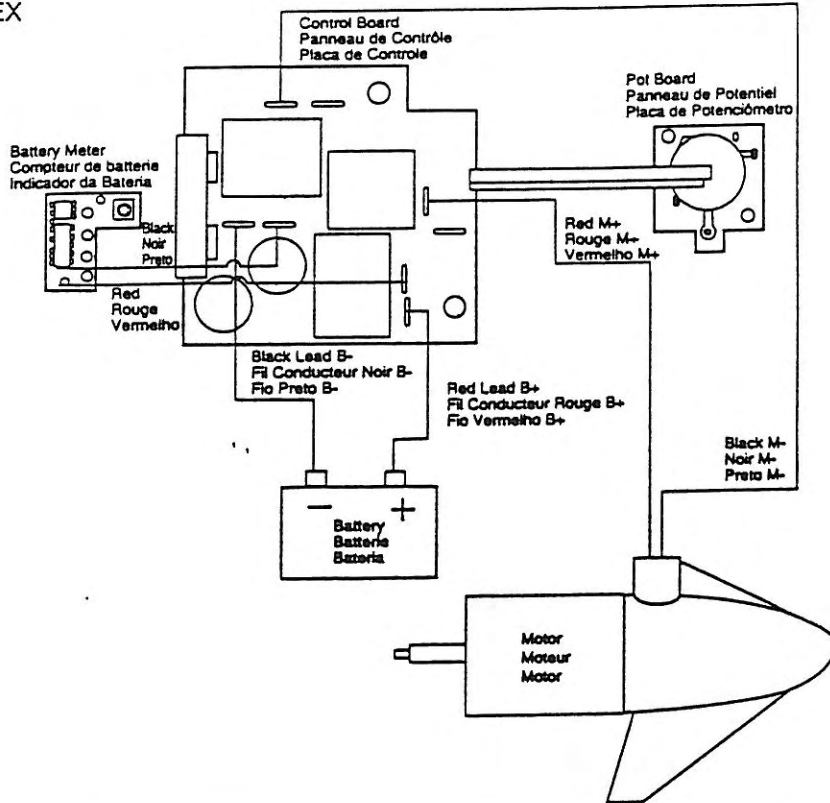 EX
Control Board
Panneau de Contrôle
Placa de Controle
Pot Board
Panneau de Potentiel
Placa de Potenciômetro
Battery Meter
Compteur de batterie
Indicador da Bateria
Black
Noir
Preto
Red M+
Rouge M+
Vermelho M+
Red
Rouge
Vermelho
Black Lead B-
Fil Conducteur Noir B-
Fio Preto B-
Red Lead B+
Fil Conducteur Rouge B+
Fio Vermelho B+
Black M-
Noir M-
Preto M-
− +
Battery
Batterie
Bateria
Motor
Moteur
Motor